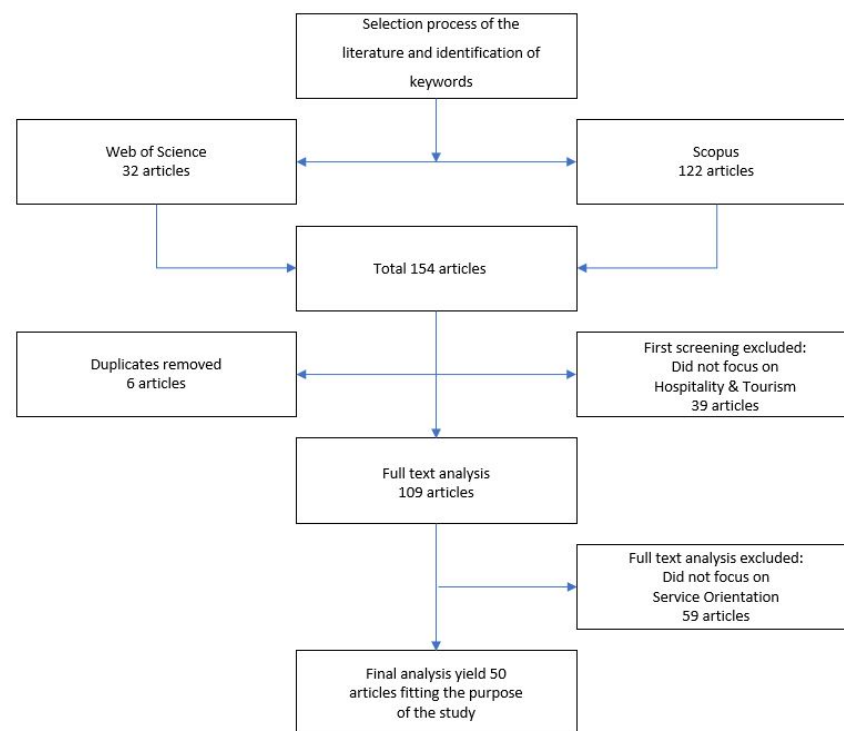 Selection process of the
literature and identification of
keywords
Web of Science
32 articles
Scopus
122 articles
Total 154 articles
Duplicates removed
6 articles
First screening excluded:
Did not focus on
Hospitality & Tourism
39 articles
Full text analysis
109 articles
Full text analysis excluded:
Did not focus on
Service Orientation
59 articles
Final analysis yield 50
articles fitting the purpose
of the study